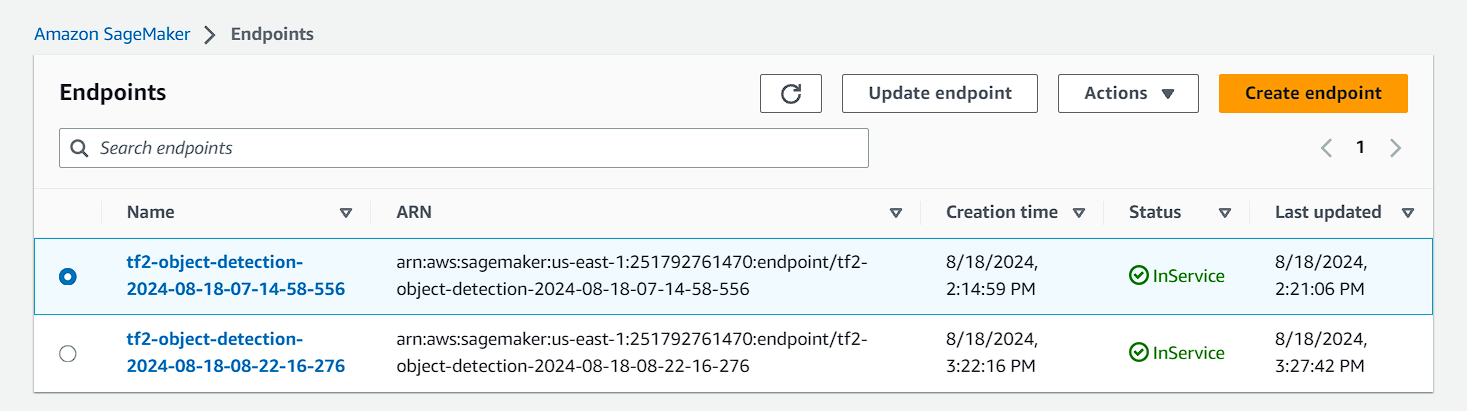 Amazon SageMaker > Endpoints
Endpoints
Update endpoint
Actions
Create endpoint
Search endpoints
1
Name
ARN
Creation time
Status
Last updated
tf2-object-detection-
2024-08-18-07-14-58-556
arn:aws:sagemaker:us-east-1:251792761470:endpoint/tf2-
object-detection-2024-08-18-07-14-58-556
8/18/2024,
2:14:59 PM
InService
8/18/2024,
2:21:06 PM
tf2-object-detection-
2024-08-18-08-22-16-276
arn:aws:sagemaker:us-east-1:251792761470:endpoint/tf2-
object-detection-2024-08-18-08-22-16-276
8/18/2024,
3:22:16 PM
InService
8/18/2024,
3:27:42 PM